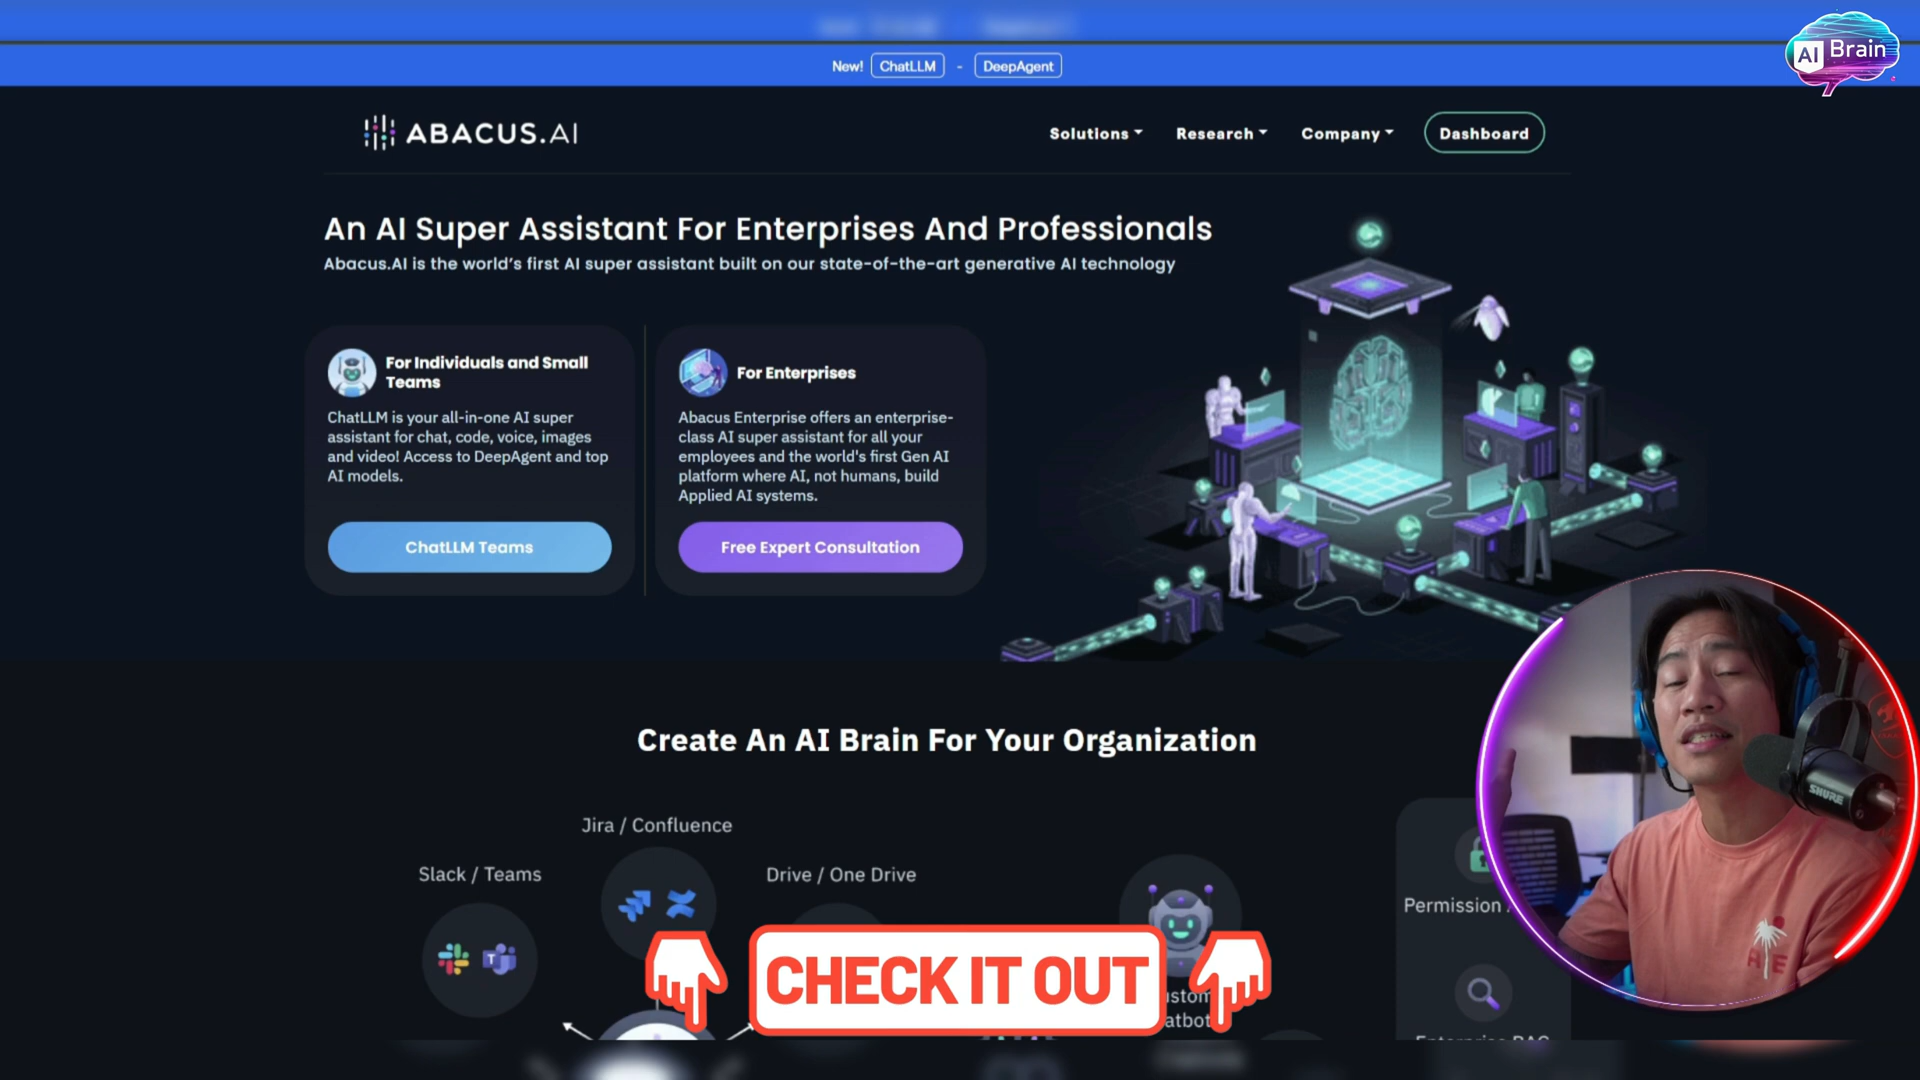 New! ChatLLM - DeepAgent
AI Brain
ABACUS.AI
Solutions Research Company Dashboard
An AI Super Assistant For Enterprises And Professionals
Abacus.AI is the world's first AI super assistant built on our state-of-the-art generative AI technology
For Individuals and Small
Teams
ChatLLM is your all-in-one AI super
assistant for chat, code, voice, images
and video! Access to DeepAgent and top
AI models.
ChatLLM Teams
For Enterprises
Abacus Enterprise offers an enterprise-
class AI super assistant for all your
employees and the world's first Gen AI
platform where AI, not humans, build
Applied AI systems.
Free Expert Consultation
Create An AI Brain For Your Organization
Jira / Confluence
Slack / Teams
Drive / One Drive
Permission
CHECK IT OUT
SHURE